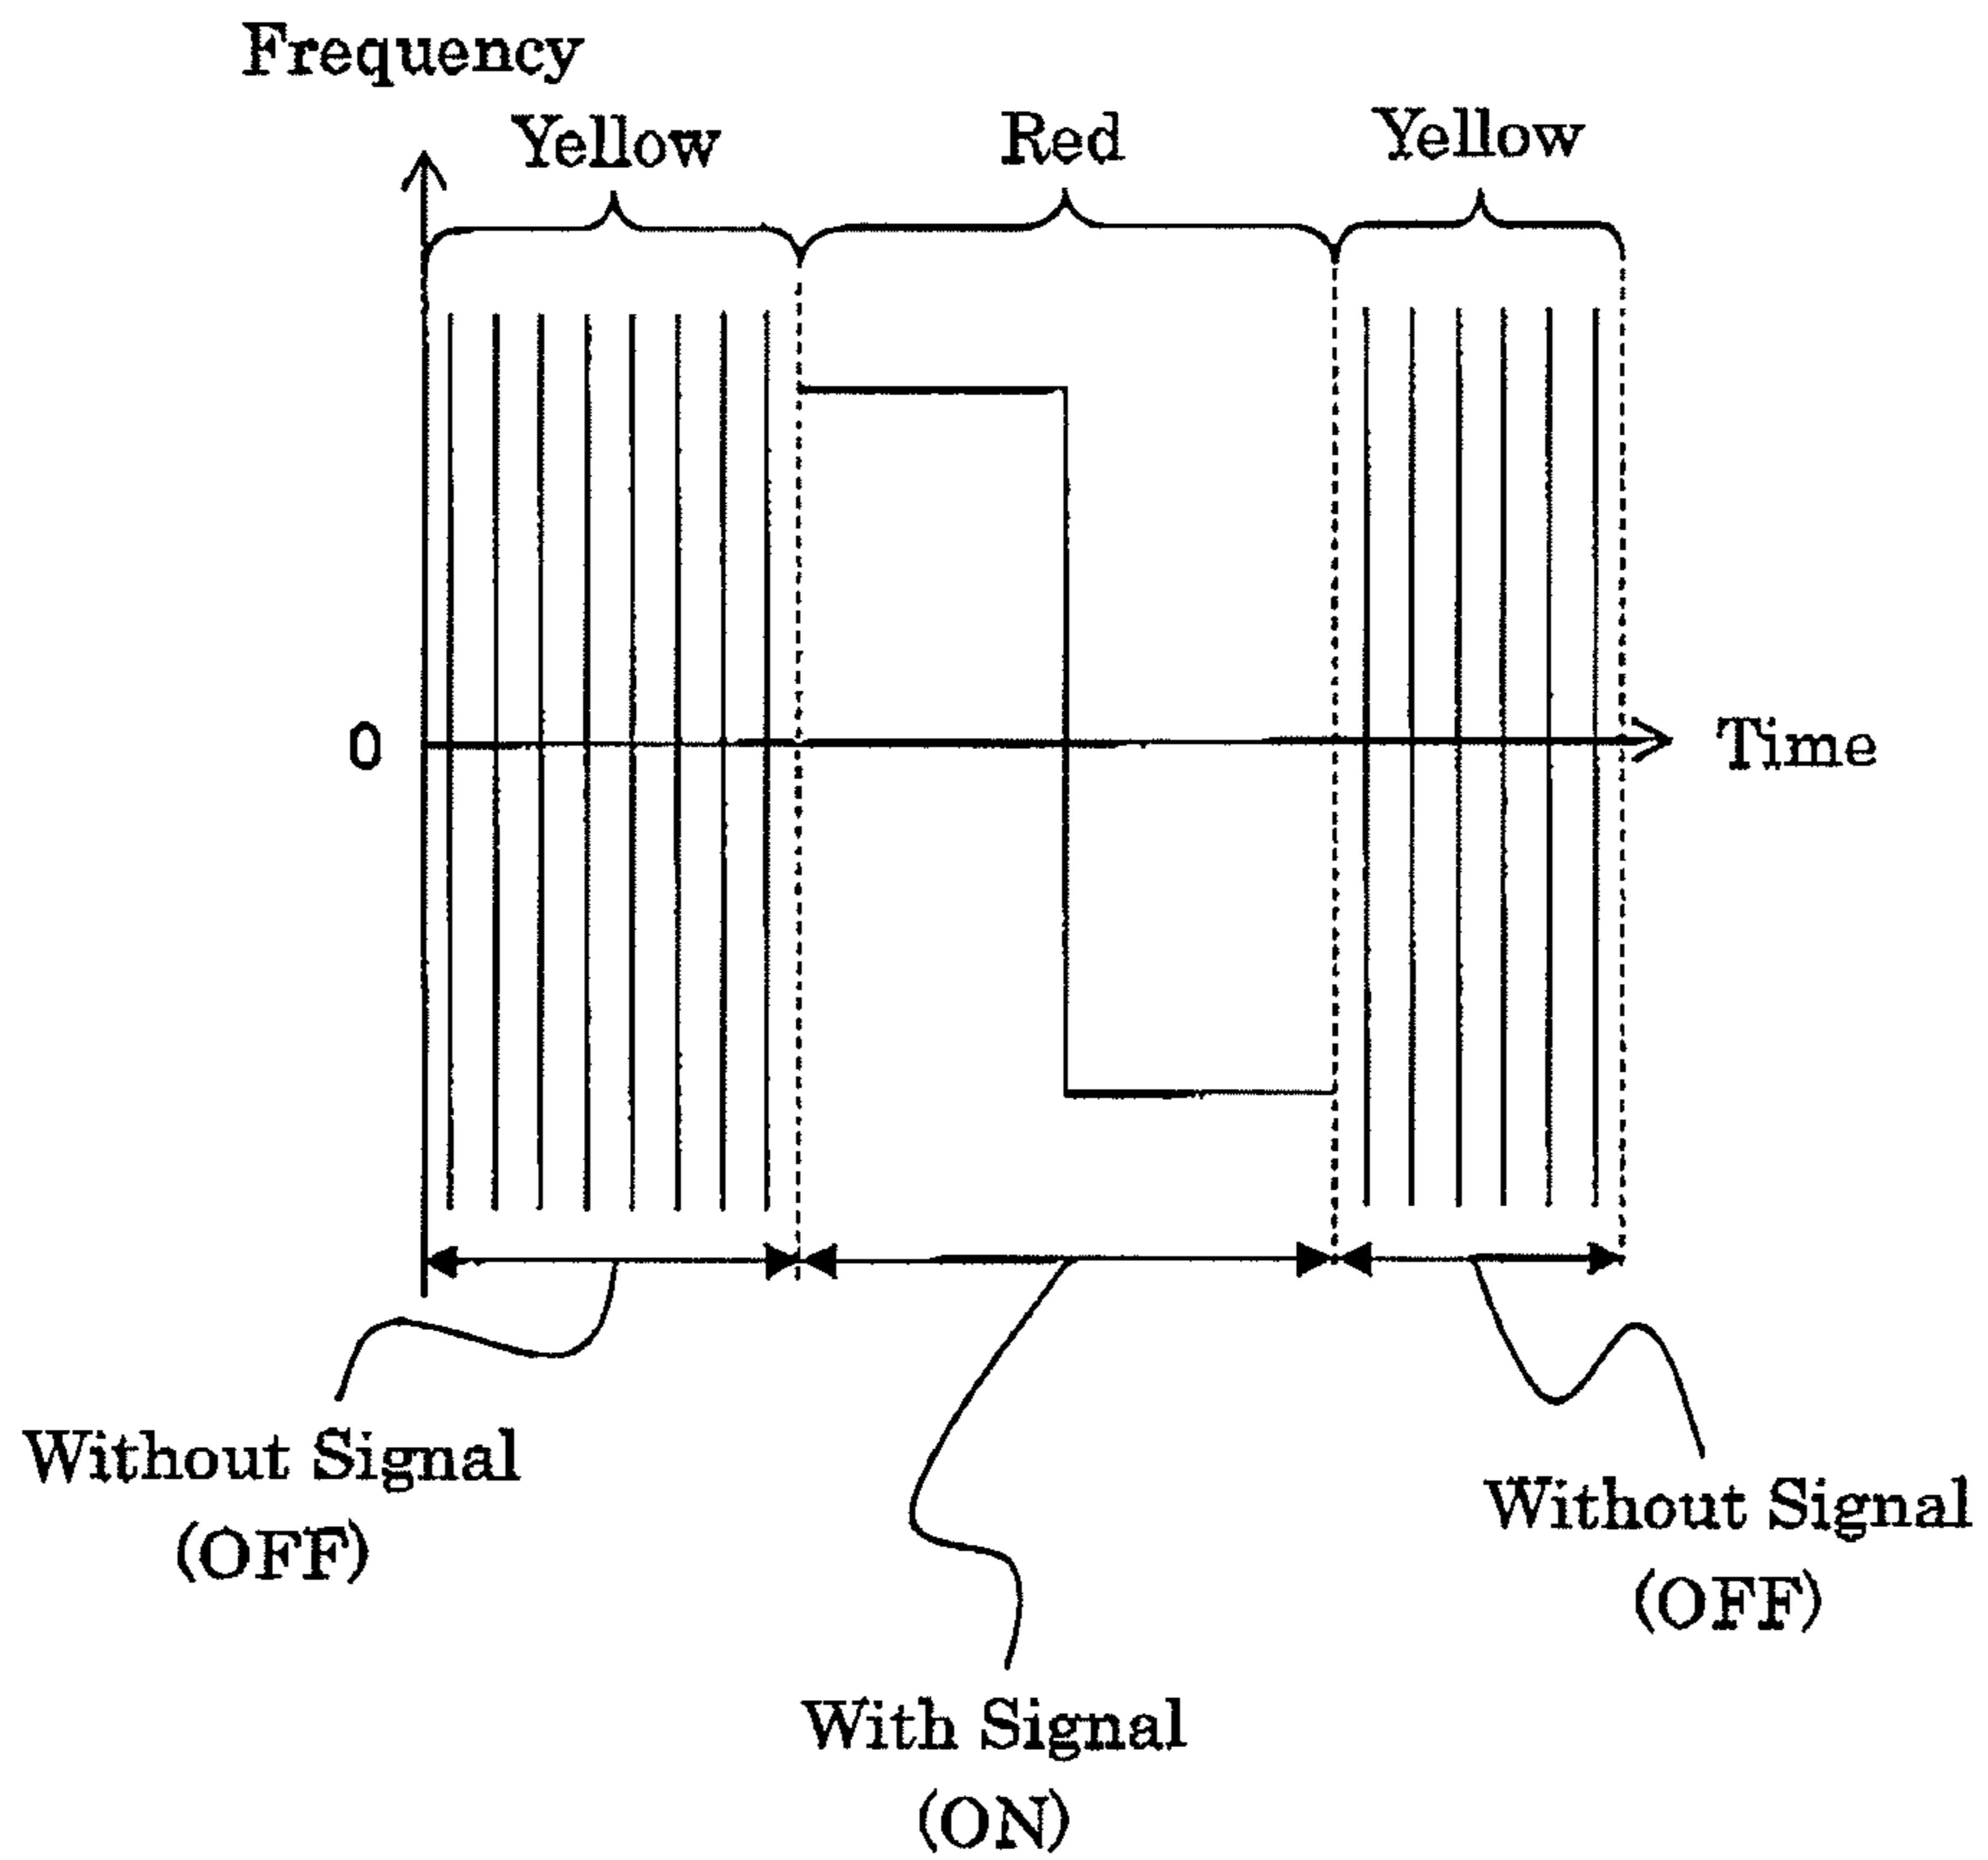 Frequency
Yellow
Red
Yellow
0
Time
Without Signal
(OFF)
Without Signal
(OFF)
With Signal
(ON)